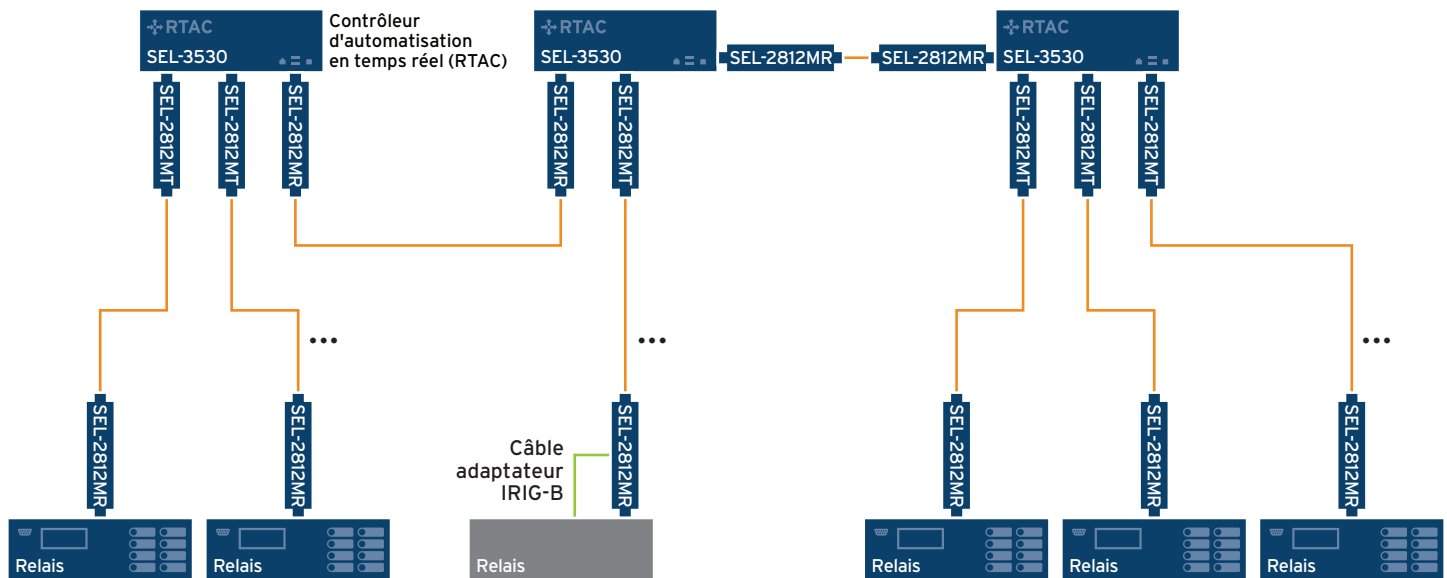 RTAC
SEL-3530
Contrôleur
d'automatisation
en temps réel (RTAC)
RTAC
SEL-3530
SEL-2812MR
SEL-2812MR
RTAC
SEL-3530
SEL-2812MT
SEL-2812MT
SEL-2812MR
SEL-2812MR
SEL-2812MT
SEL-2812MT
SEL-2812MT
SEL-2812MT
...
...
...
SEL-2812MR
SEL-2812MR
Câble
adaptateur
IRIG-B
SEL-2812MR
SEL-2812MR
SEL-2812MR
SEL-2812MR
Relais
Relais
Relais
Relais
Relais
Relais